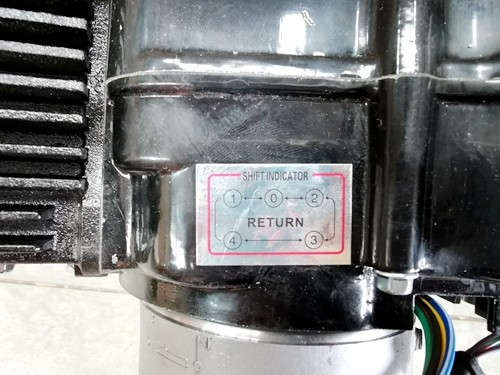 SHIFT INDICATOR
1 0 2
RETURN
4 3